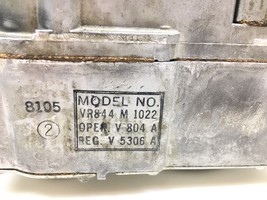 8105
2
MODEL NO.
VR844 M 1022
OPER. V 804 A
REG. V 5306 A